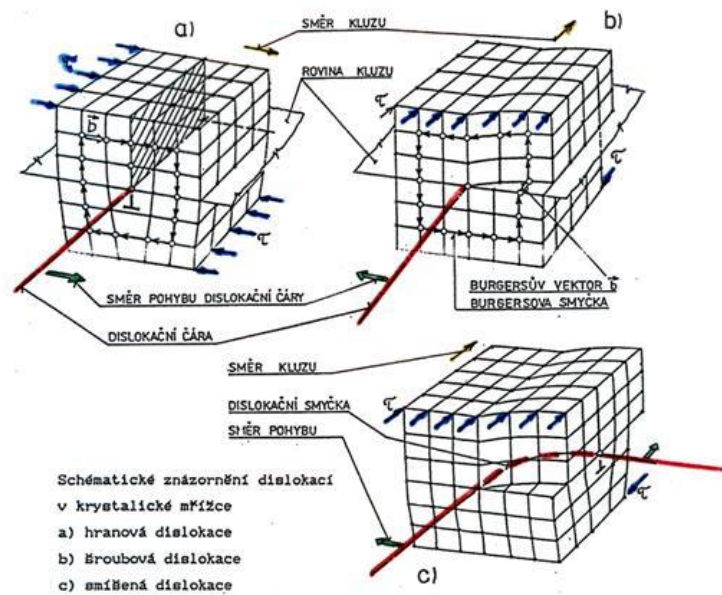 a)
SMĚR KLUZU
b)
ROVINA KLUZU
τ
b
τ
τ
⊥
τ
SMĚR POHYBU DISLOKAČNÍ ČÁRY
DISLOKAČNÍ ČÁRA
BURGERSŮV VEKTOR b
BURGERSOVA SMYČKA
SMĚR KLUZU
DISLOKAČNÍ SMYČKA
τ
SMĚR POHYBU
⊥
τ
c)
Schématické znázornění dislokací
v krystalické mřížce
a) hranová dislokace
b) šroubová dislokace
c) smíšená dislokace